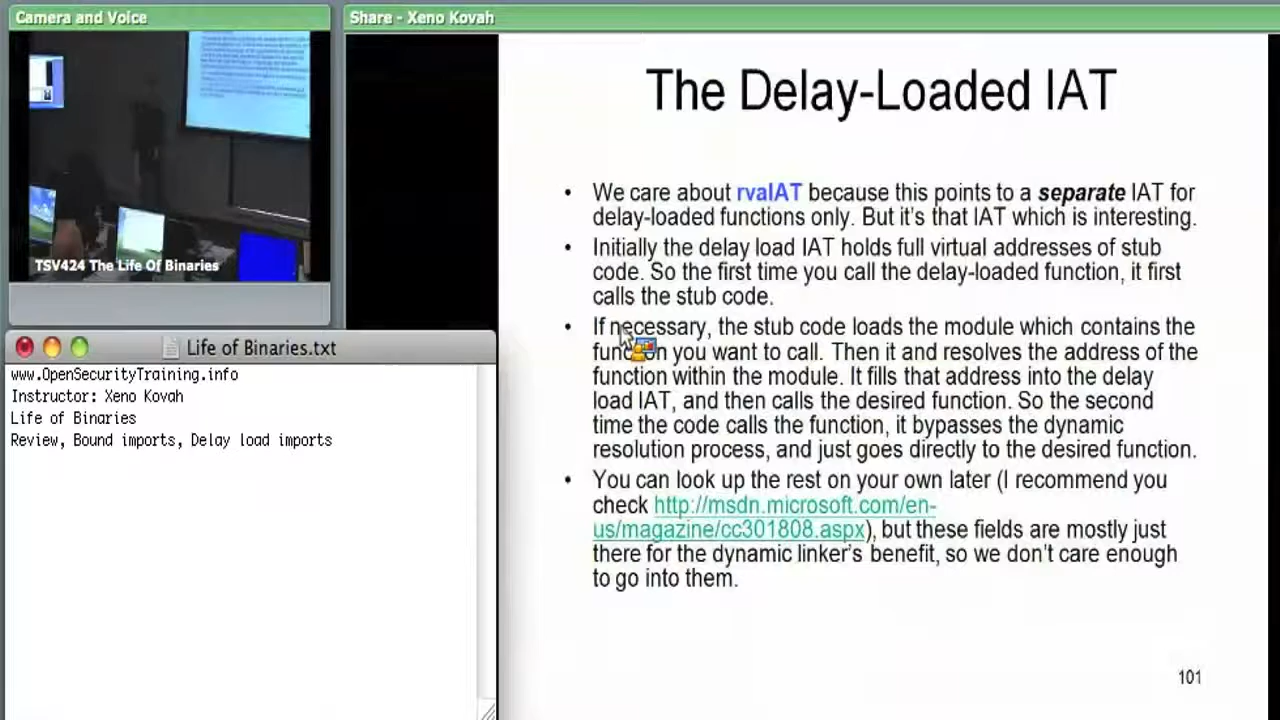 Camera and Voice
TSV424 The Life Of Binaries
Life of Binaries.txt
www.OpenSecurityTraining.info
Instructor: Xeno Kovah
Life of Binaries
Review, Bound imports, Delay load imports
Share - Xeno Kovah
The Delay-Loaded IAT
• We care about rvaIAT because this points to a separate IAT for
delay-loaded functions only. But it's that IAT which is interesting.
• Initially the delay load IAT holds full virtual addresses of stub
code. So the first time you call the delay-loaded function, it first
calls the stub code.
• If necessary, the stub code loads the module which contains the
function you want to call. Then it and resolves the address of the
function within the module. It fills that address into the delay
load IAT, and then calls the desired function. So the second
time the code calls the function, it bypasses the dynamic
resolution process, and just goes directly to the desired function.
• You can look up the rest on your own later (I recommend you
check http://msdn.microsoft.com/en-
us/magazine/cc301808.aspx), but these fields are mostly just
there for the dynamic linker's benefit, so we don't care enough
to go into them.
101